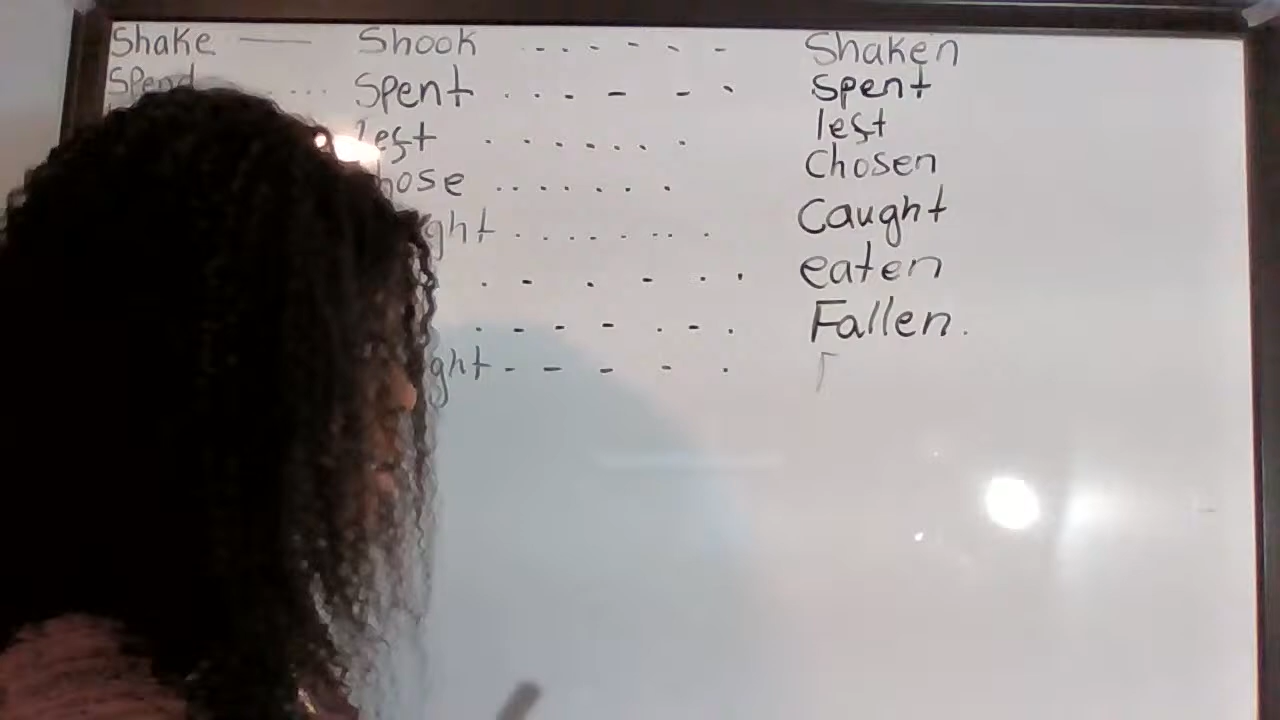 Shake — Shook ------ Shaken
Spend ... Spent ...--- Spent
lest ....... lest
hose ....... Chosen
ght ....... Caught
.-.-.. eaten
.---.-. Fallen.
ght-----.